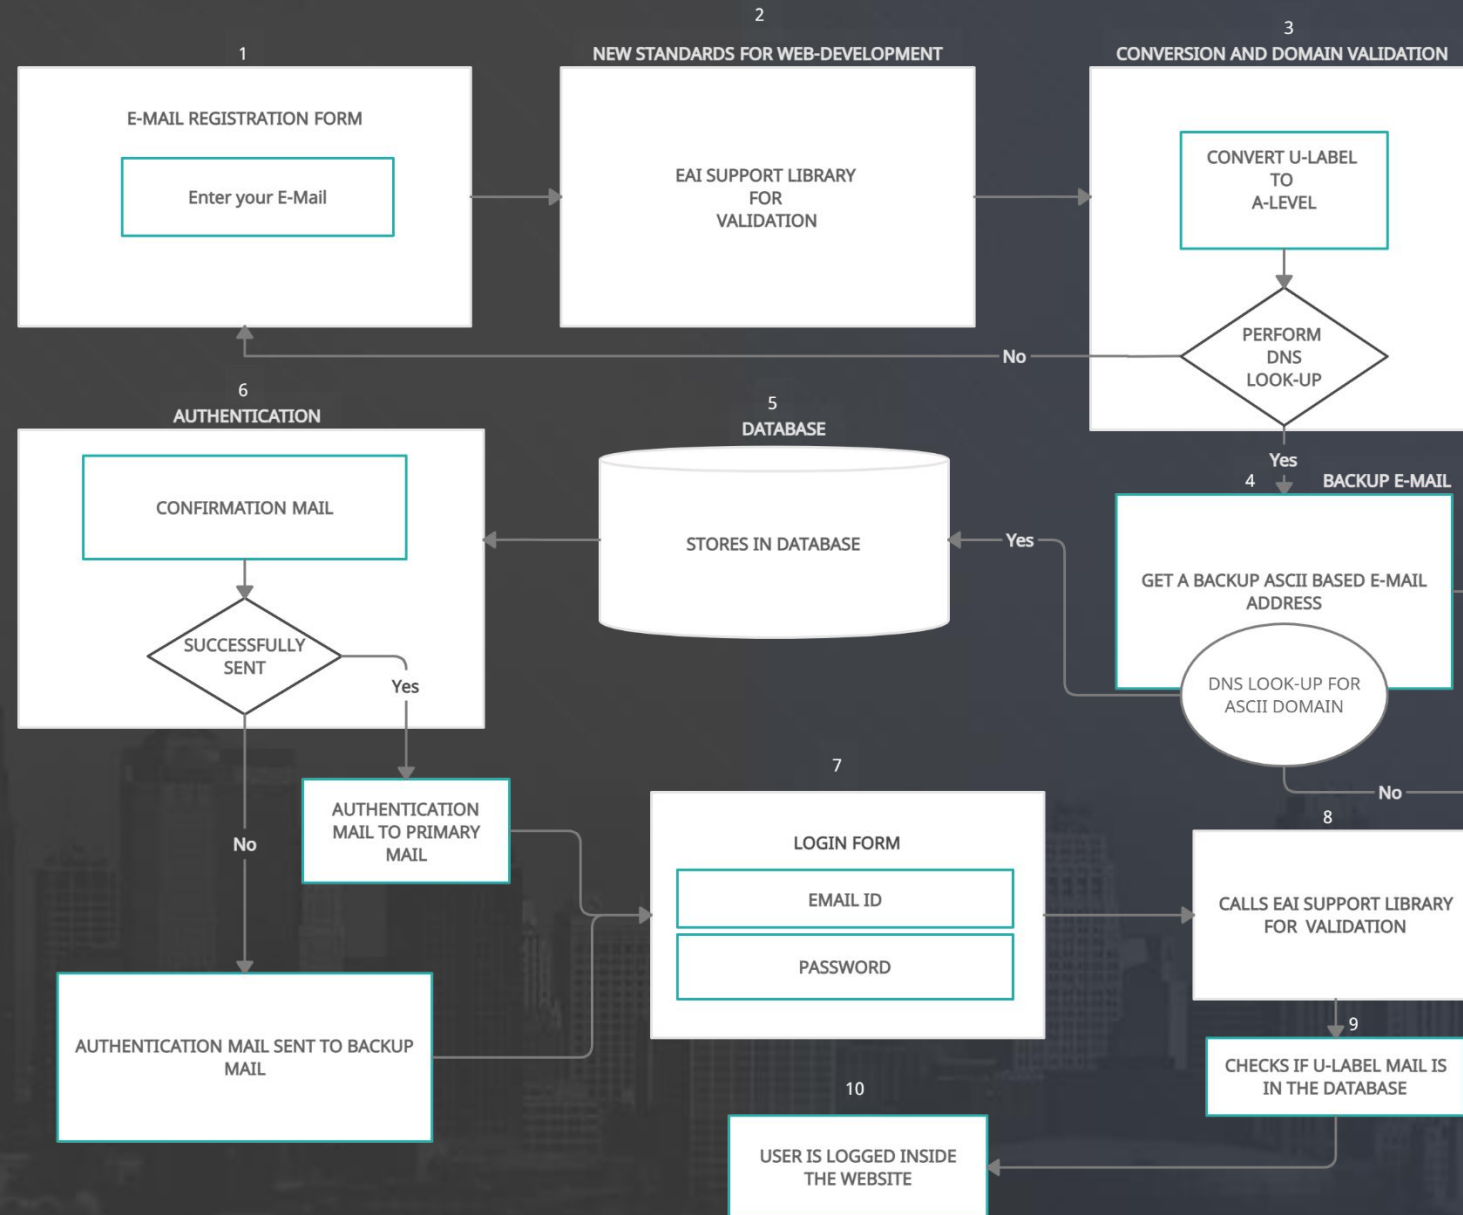 1
E-MAIL REGISTRATION FORM
Enter your E-Mail
2
NEW STANDARDS FOR WEB-DEVELOPMENT
EAI SUPPORT LIBRARY
FOR
VALIDATION
3
CONVERSION AND DOMAIN VALIDATION
CONVERT U-LABEL
TO
A-LEVEL
PERFORM
DNS
LOOK-UP
No
Yes
4
BACKUP E-MAIL
GET A BACKUP ASCII BASED E-MAIL
ADDRESS
DNS LOOK-UP FOR
ASCII DOMAIN
Yes
No
5
DATABASE
STORES IN DATABASE
6
AUTHENTICATION
CONFIRMATION MAIL
SUCCESSFULLY
SENT
Yes
No
AUTHENTICATION
MAIL TO PRIMARY
MAIL
AUTHENTICATION MAIL SENT TO BACKUP
MAIL
7
LOGIN FORM
EMAIL ID
PASSWORD
8
CALLS EAI SUPPORT LIBRARY
FOR VALIDATION
9
CHECKS IF U-LABEL MAIL IS
IN THE DATABASE
10
USER IS LOGGED INSIDE
THE WEBSITE